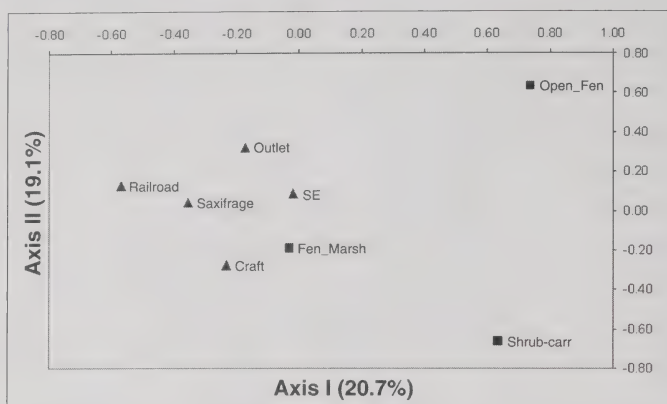 -0.80 -0.60 -0.40 -0.20 0.00 0.20 0.40 0.60 0.80 1.00
0.80
Open_Fen
0.60
0.40
Outlet
0.20
Railroad
SE
Saxifrage
0.00
Fen_Marsh
-0.20
Craft
-0.40
Shrub-carr
-0.60
-0.80
Axis II (19.1%)
Axis I (20.7%)